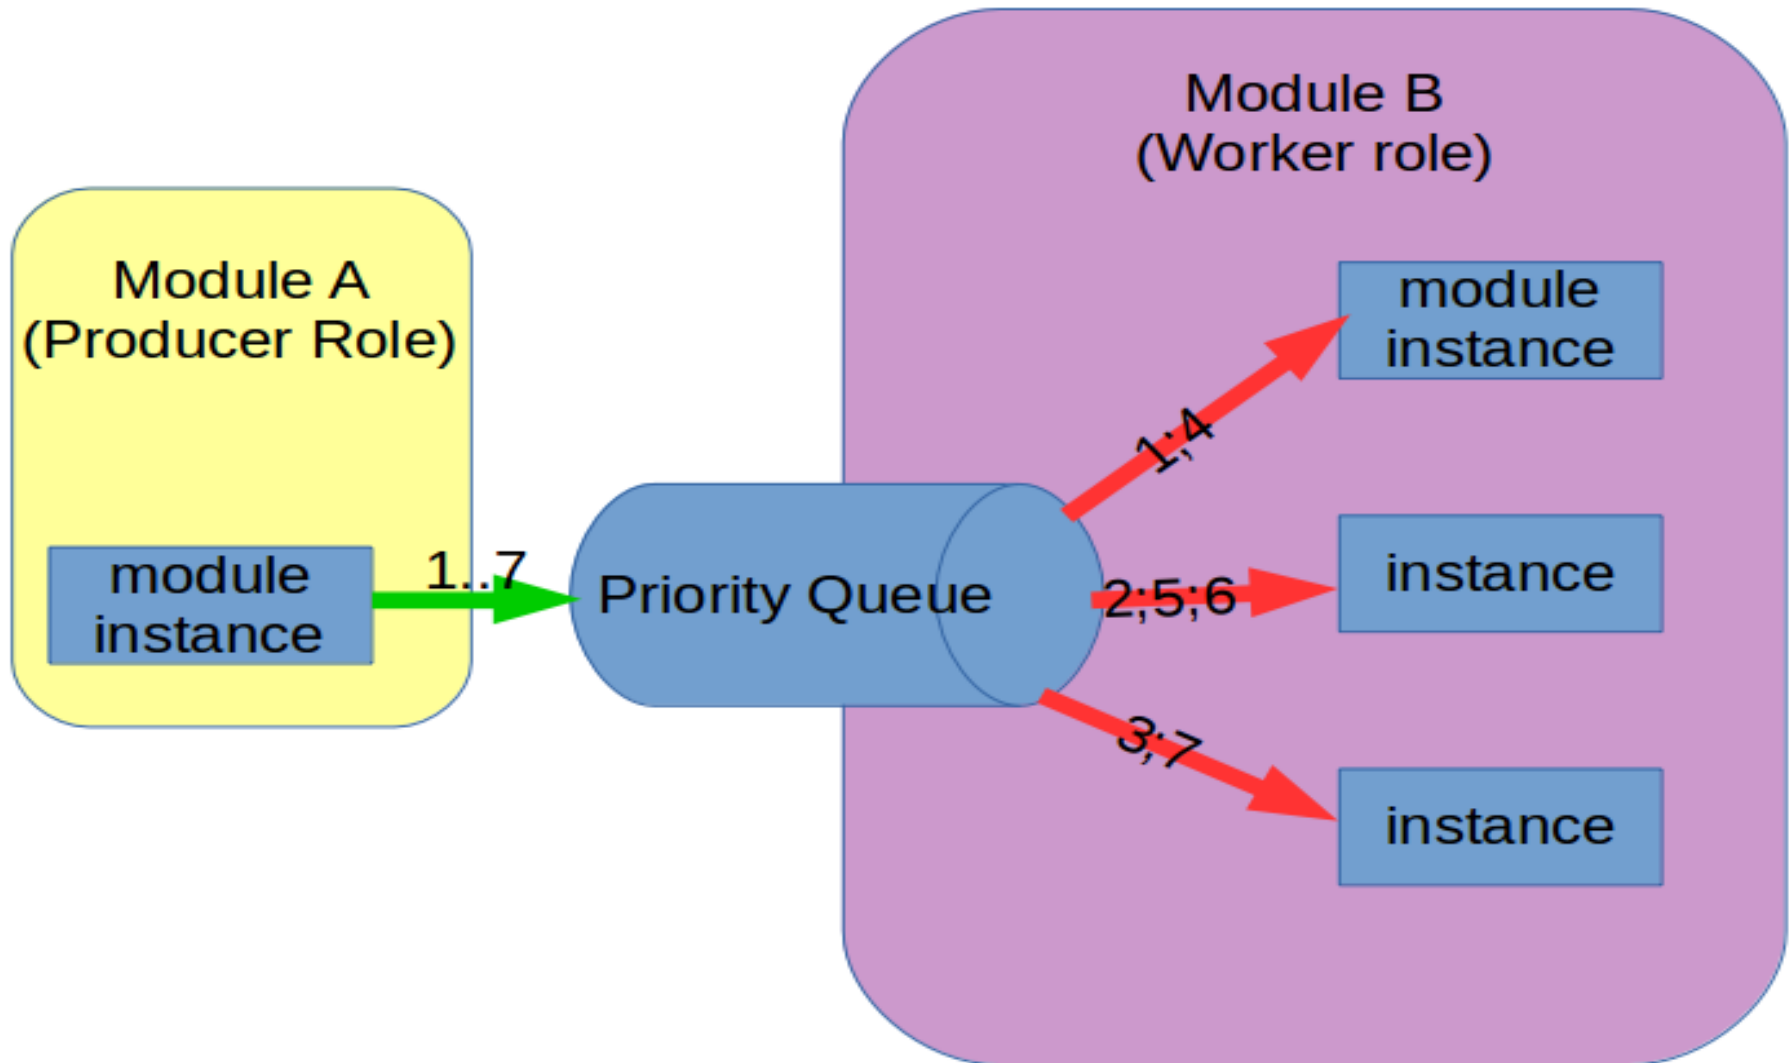 Module A
(Producer Role)
module
instance
1..7
Priority Queue
Module B
(Worker role)
1;4
module
instance
2;5;6
instance
3;7
instance